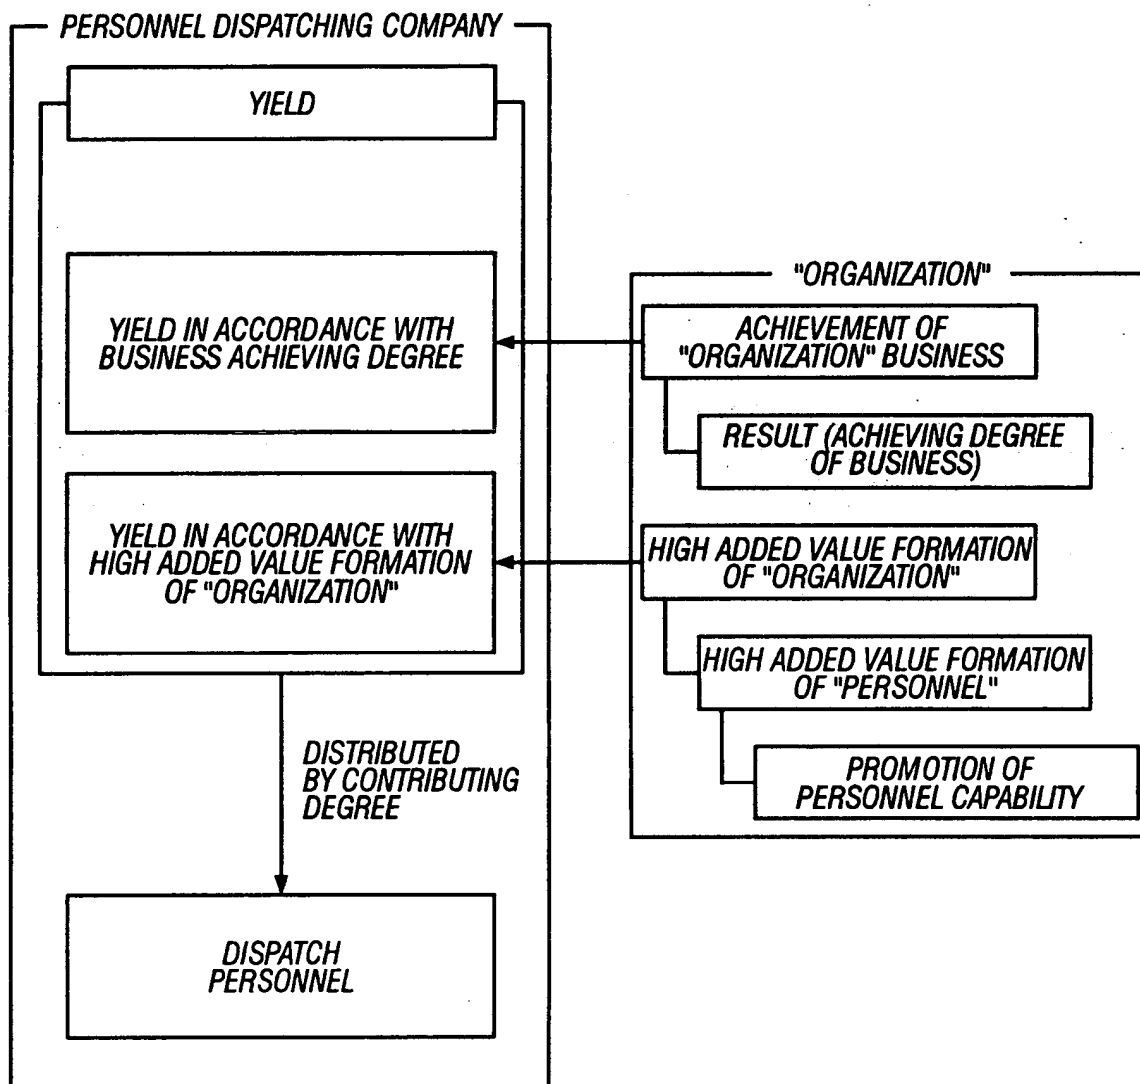 PERSONNEL DISPATCHING COMPANY
YIELD
YIELD IN ACCORDANCE WITH
BUSINESS ACHIEVING DEGREE
YIELD IN ACCORDANCE WITH
HIGH ADDED VALUE FORMATION
OF "ORGANIZATION"
DISTRIBUTED
BY CONTRIBUTING
DEGREE
DISPATCH
PERSONNEL
"ORGANIZATION"
ACHIEVEMENT OF
"ORGANIZATION" BUSINESS
RESULT (ACHIEVING DEGREE
OF BUSINESS)
HIGH ADDED VALUE FORMATION
OF "ORGANIZATION"
HIGH ADDED VALUE FORMATION
OF "PERSONNEL"
PROMOTION OF
PERSONNEL CAPABILITY